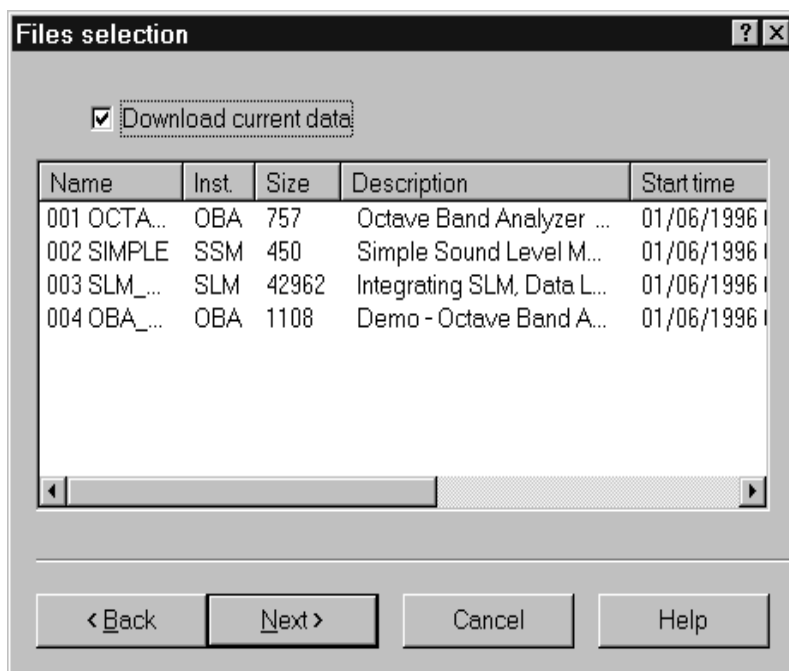 Files selection
Download current data
Name Inst. Size Description Start time
001 OCTA... OBA 757 Octave Band Analyzer ... 01/06/1996
002 SIMPLE SSM 450 Simple Sound Level M... 01/06/1996
003 SLM_... SLM 42962 Integrating SLM, Data L... 01/06/1996
004 OBA_... OBA 1108 Demo - Octave Band A... 01/06/1996
< Back Next > Cancel Help